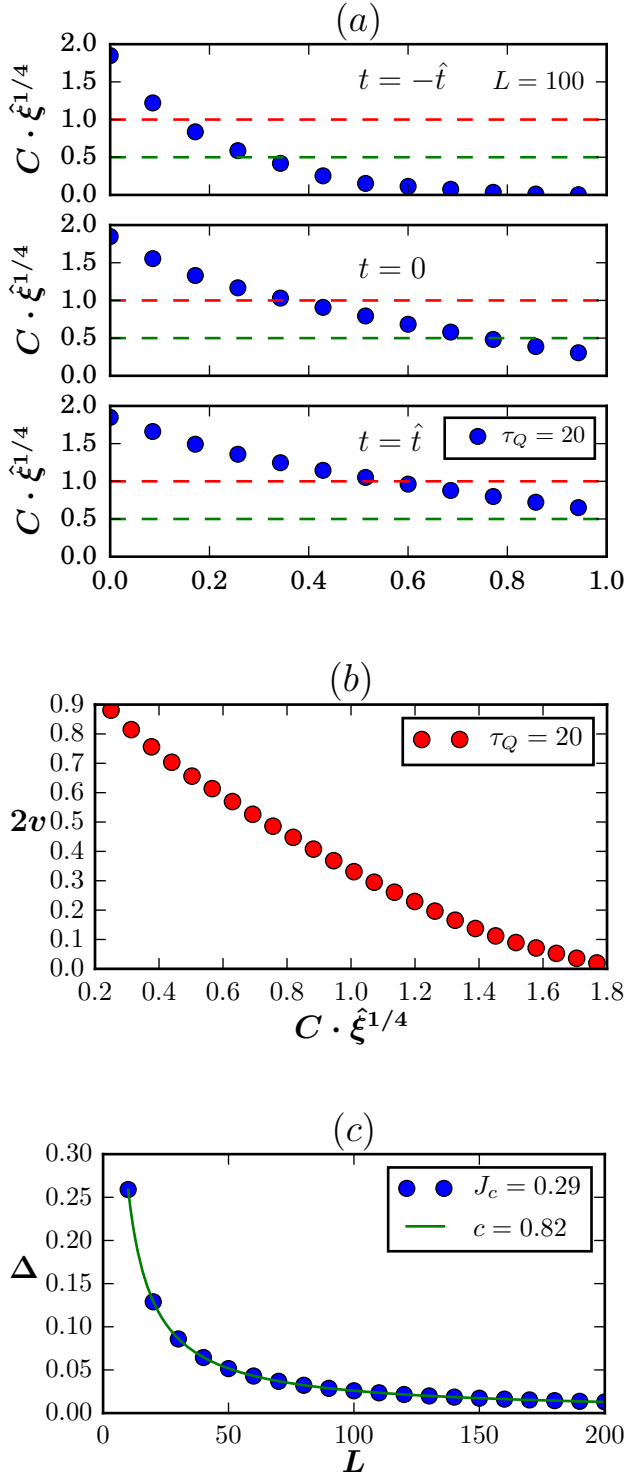 (a)
2.0
1.5
1.0
0.5
0.0
C · ξ̂^{1/4}
t = −t̂
L = 100
2.0
1.5
1.0
0.5
0.0
C · ξ̂^{1/4}
t = 0
2.0
1.5
1.0
0.5
0.0
C · ξ̂^{1/4}
t = t̂
τ_Q = 20
0.0 0.2 0.4 0.6 0.8 1.0
(b)
0.9
0.8
0.7
0.6
0.5
0.4
0.3
0.2
0.1
0.0
2v
τ_Q = 20
0.2 0.4 0.6 0.8 1.0 1.2 1.4 1.6 1.8
C · ξ̂^{1/4}
(c)
0.30
0.25
0.20
0.15
0.10
0.05
0.00
Δ
J_c = 0.29
c = 0.82
0 50 100 150 200
L